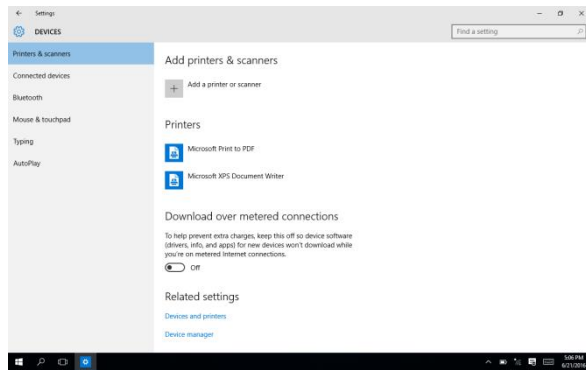 Settings
DEVICES
Find a setting
Printers & scanners
Connected devices
Bluetooth
Mouse & touchpad
Typing
AutoPlay
Add printers & scanners
Add a printer or scanner
Printers
Microsoft Print to PDF
Microsoft XPS Document Writer
Download over metered connections
To help prevent extra charges, keep this off so device software
(drivers, info, and apps) for new devices won't download while
you're on metered Internet connections.
Off
Related settings
Devices and printers
Device manager
5:06 PM
6/21/2016